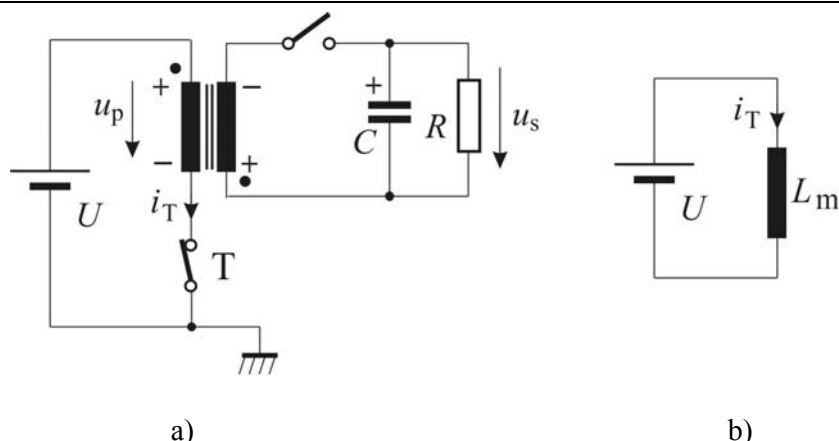 + − + 
u_p C R u_s i_T
− +
U i_T U L_m
T
a) b)